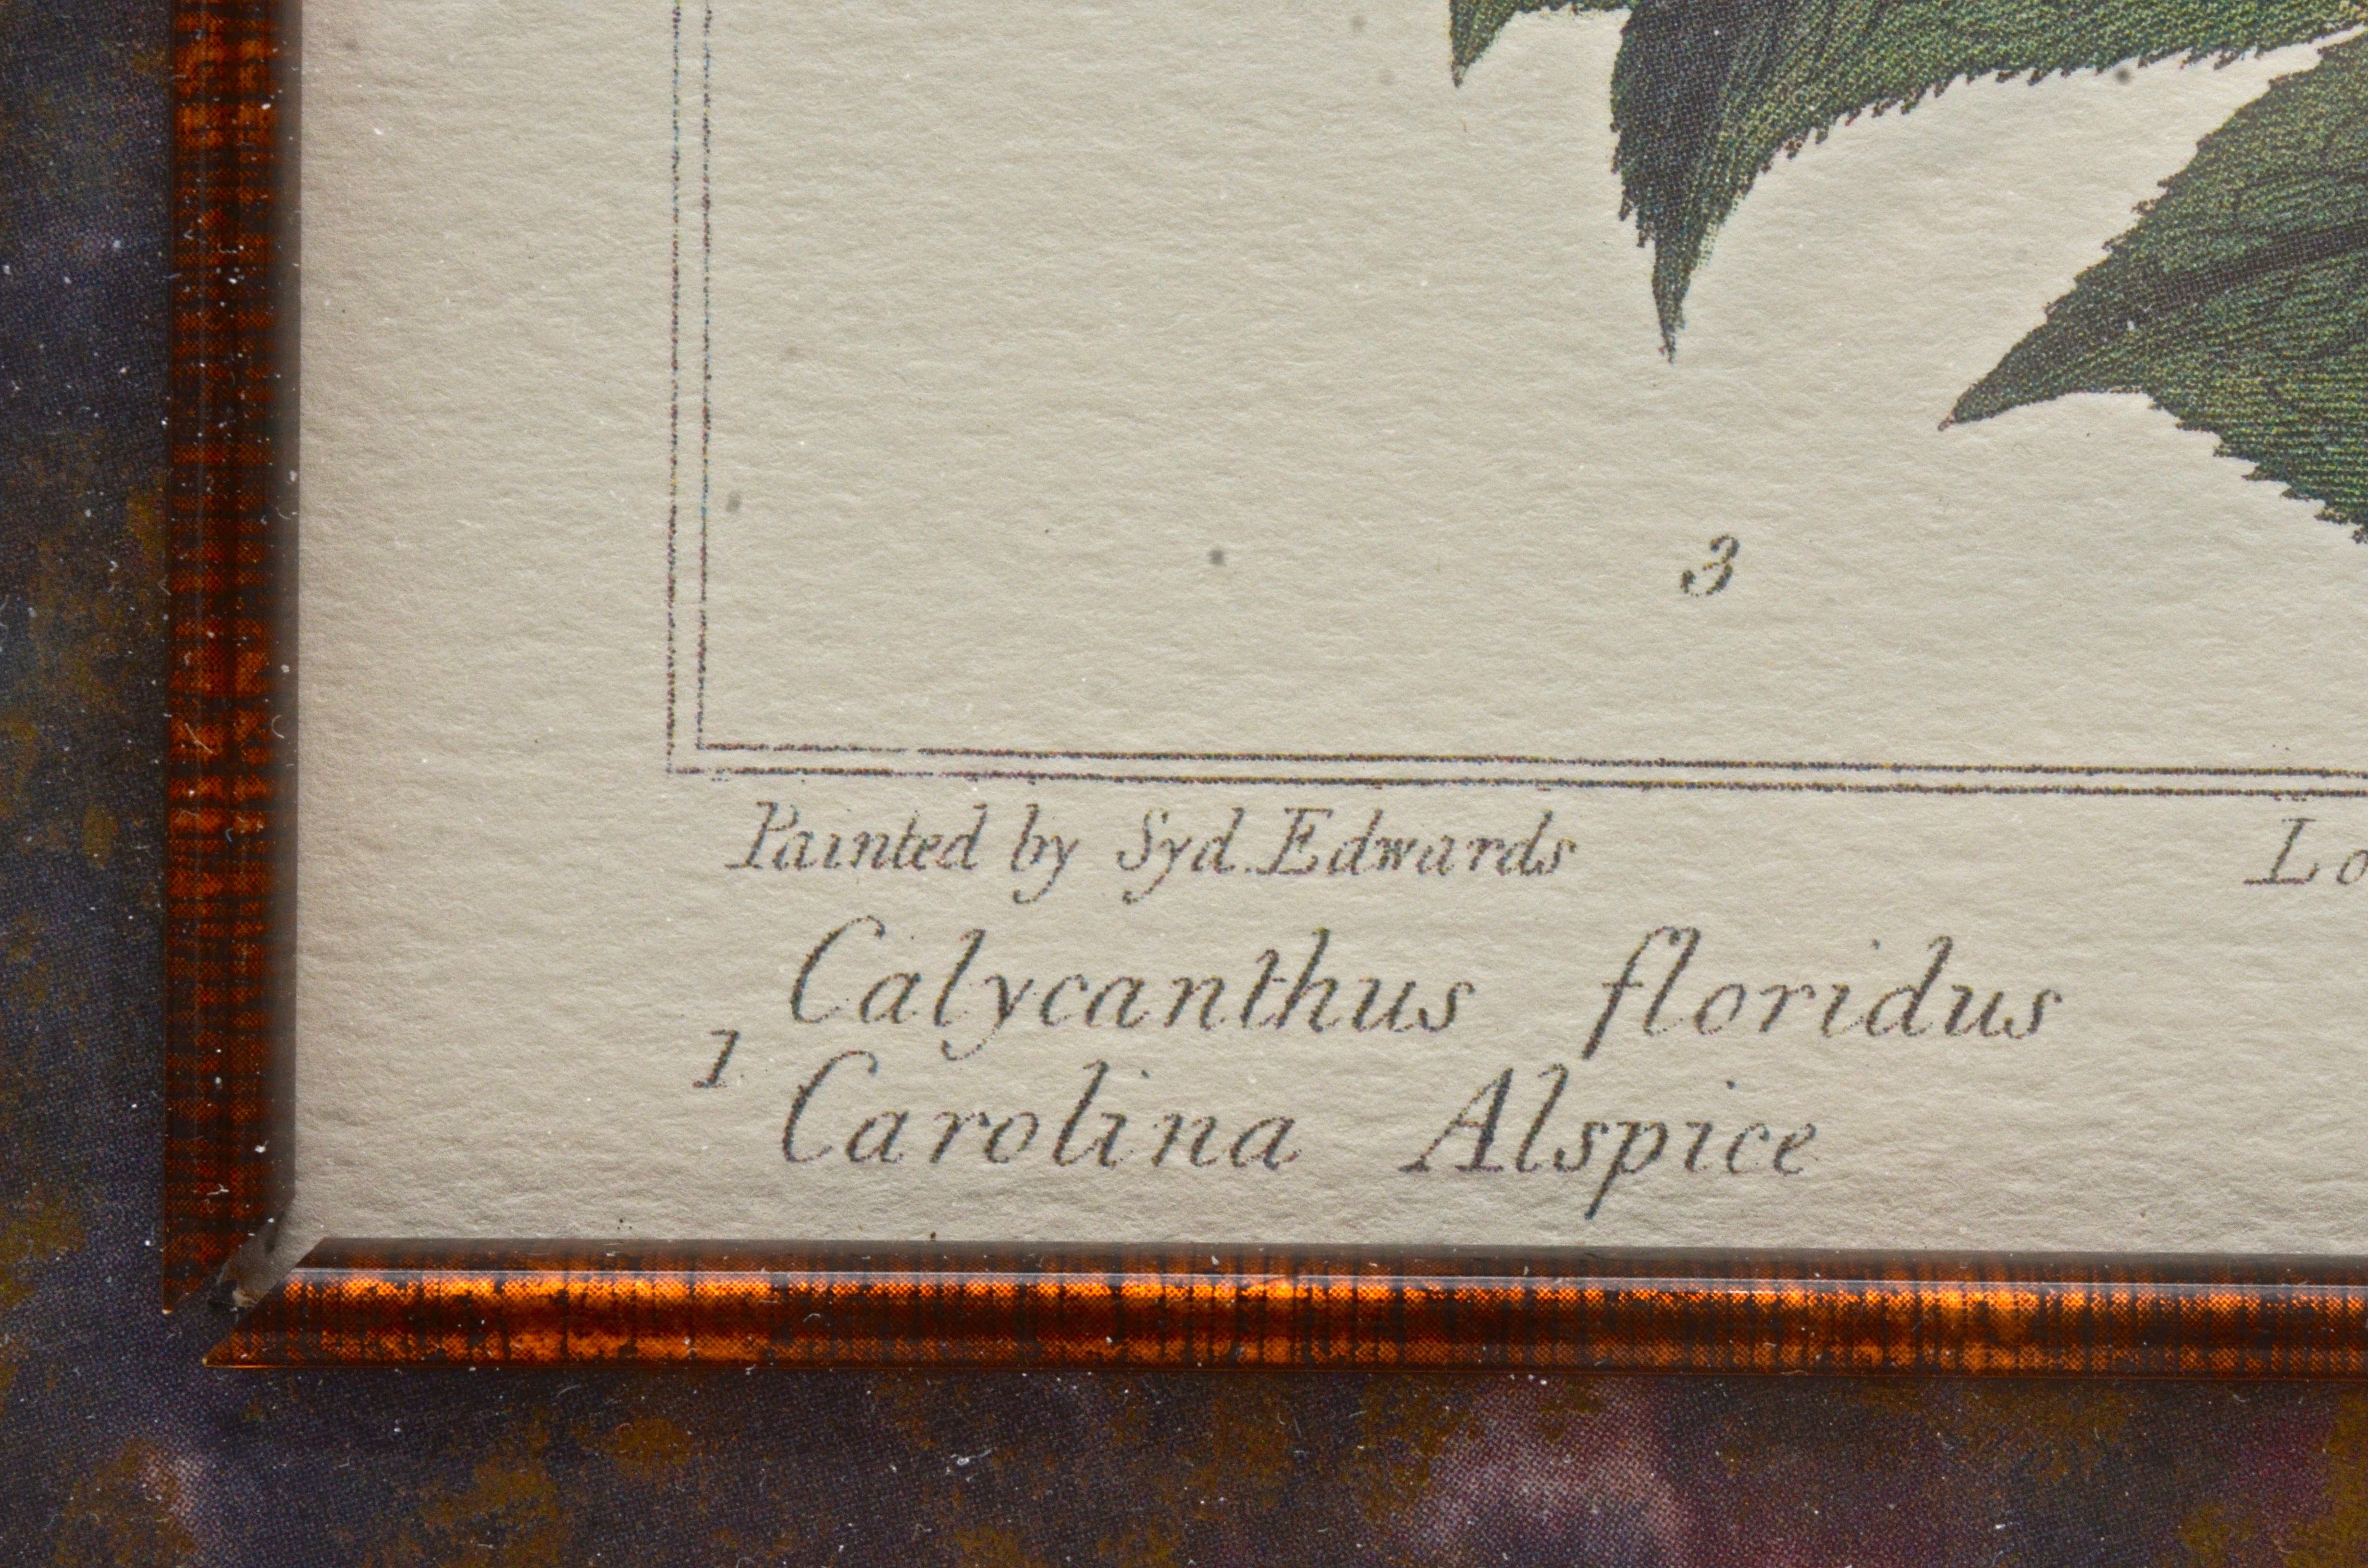 3
Painted by Syd. Edwards
Calycanthus floridus
1
Carolina Alspice